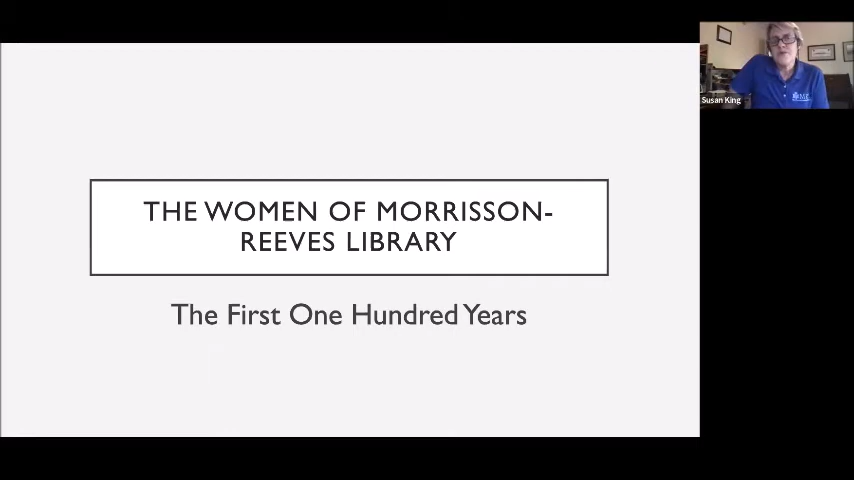 THE WOMEN OF MORRISSON-
REEVES LIBRARY
The First One Hundred Years
Susan King